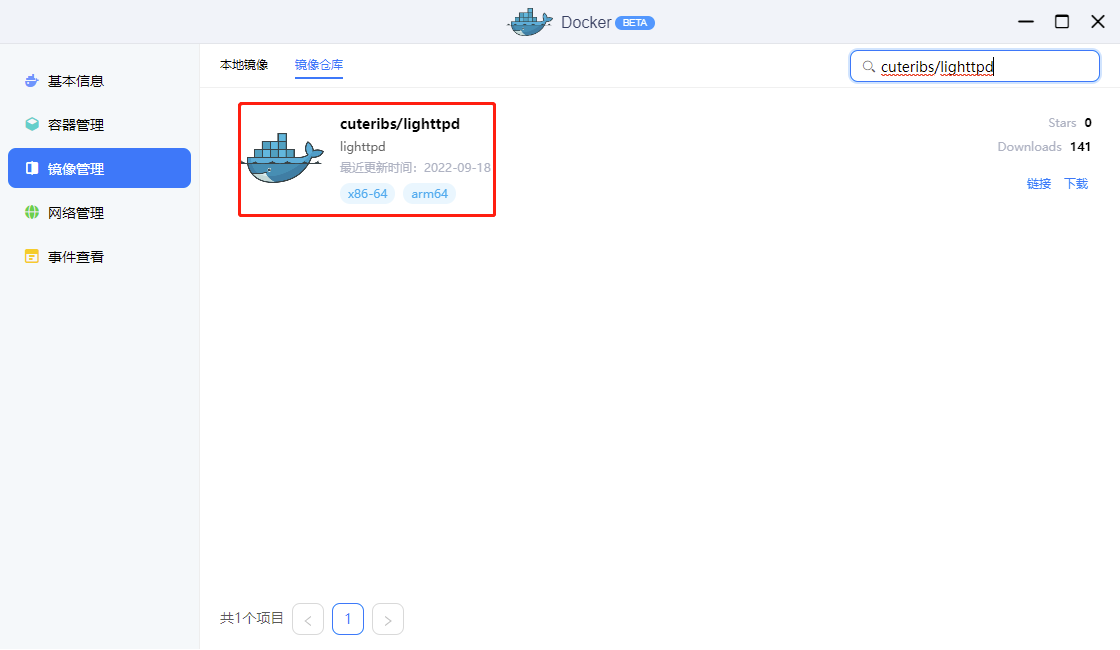 Docker BETA
基本信息
容器管理
镜像管理
网络管理
事件查看
本地镜像 镜像仓库
cuteribs/lighttpd
cuteribs/lighttpd
lighttpd
最近更新时间：2022-09-18
x86-64 arm64
Stars 0
Downloads 141
链接 下载
共1个项目 < 1 >